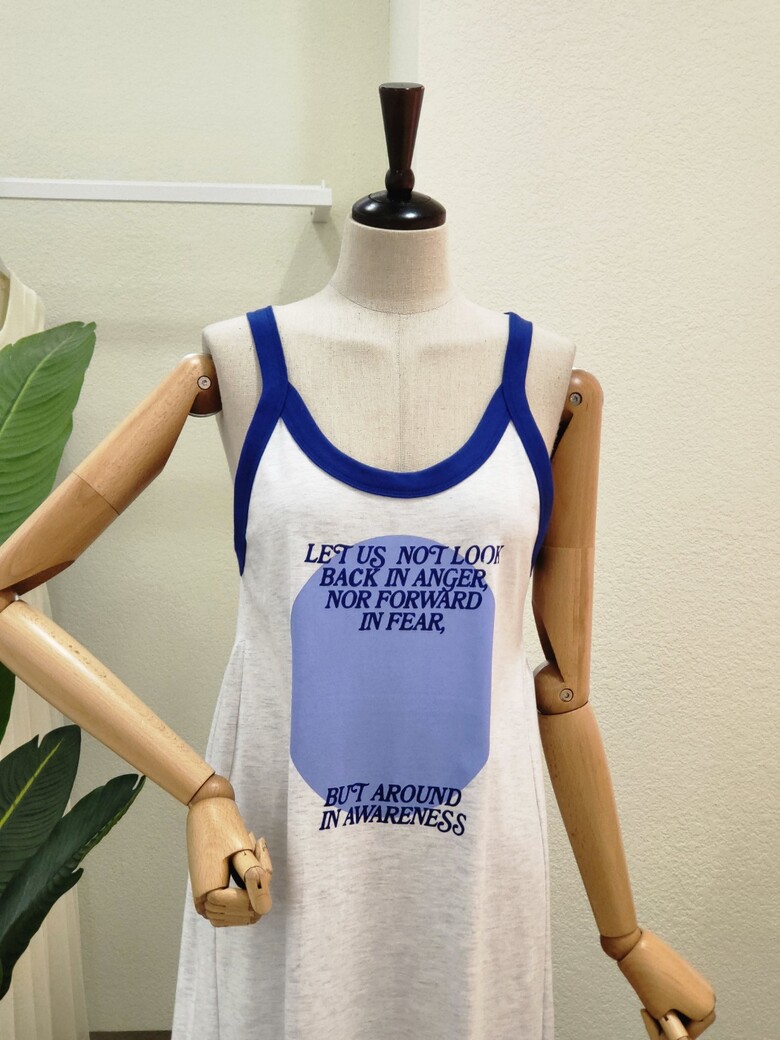 LET US NOT LOOK
BACK IN ANGER,
NOR FORWARD
IN FEAR,
BUT AROUND
IN AWARENESS